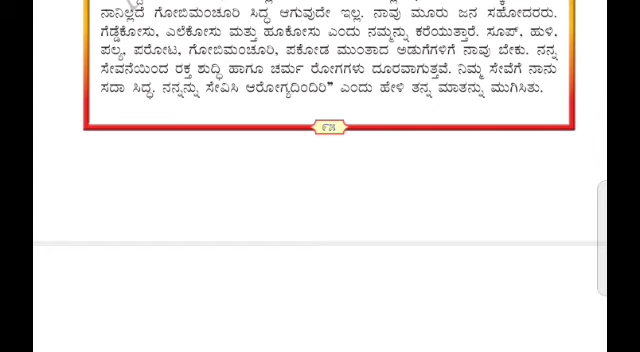 ನಾನಿಲ್ಲದೆ ಗೋಬಿಮಂಚೂರಿ ಸಿದ್ಧ ಆಗುವುದೇ ಇಲ್ಲ. ನಾವು ಮೂರು ಜನ ಸಹೋದರರು.
ಗೆಡ್ಡೆಕೋಸು, ಎಲೆಕೋಸು ಮತ್ತು ಹೂಕೋಸು ಎಂದು ನಮ್ಮನ್ನು ಕರೆಯುತ್ತಾರೆ. ಸೂಪ್, ಹುಳಿ,
ಪಲ್ಯ, ಪರೋಟ, ಗೋಬಿಮಂಚೂರಿ, ಪಕೋಡ ಮುಂತಾದ ಅಡುಗೆಗಳಿಗೆ ನಾವು ಬೇಕು. ನನ್ನ
ಸೇವನೆಯಿಂದ ರಕ್ತ ಶುದ್ಧಿ ಹಾಗೂ ಚರ್ಮ ರೋಗಗಳು ದೂರವಾಗುತ್ತವೆ. ನಿಮ್ಮ ಸೇವೆಗೆ ನಾನು
ಸದಾ ಸಿದ್ಧ. ನನ್ನನ್ನು ಸೇವಿಸಿ ಆರೋಗ್ಯದಿಂದಿರಿ” ಎಂದು ಹೇಳಿ ತನ್ನ ಮಾತನ್ನು ಮುಗಿಸಿತು.